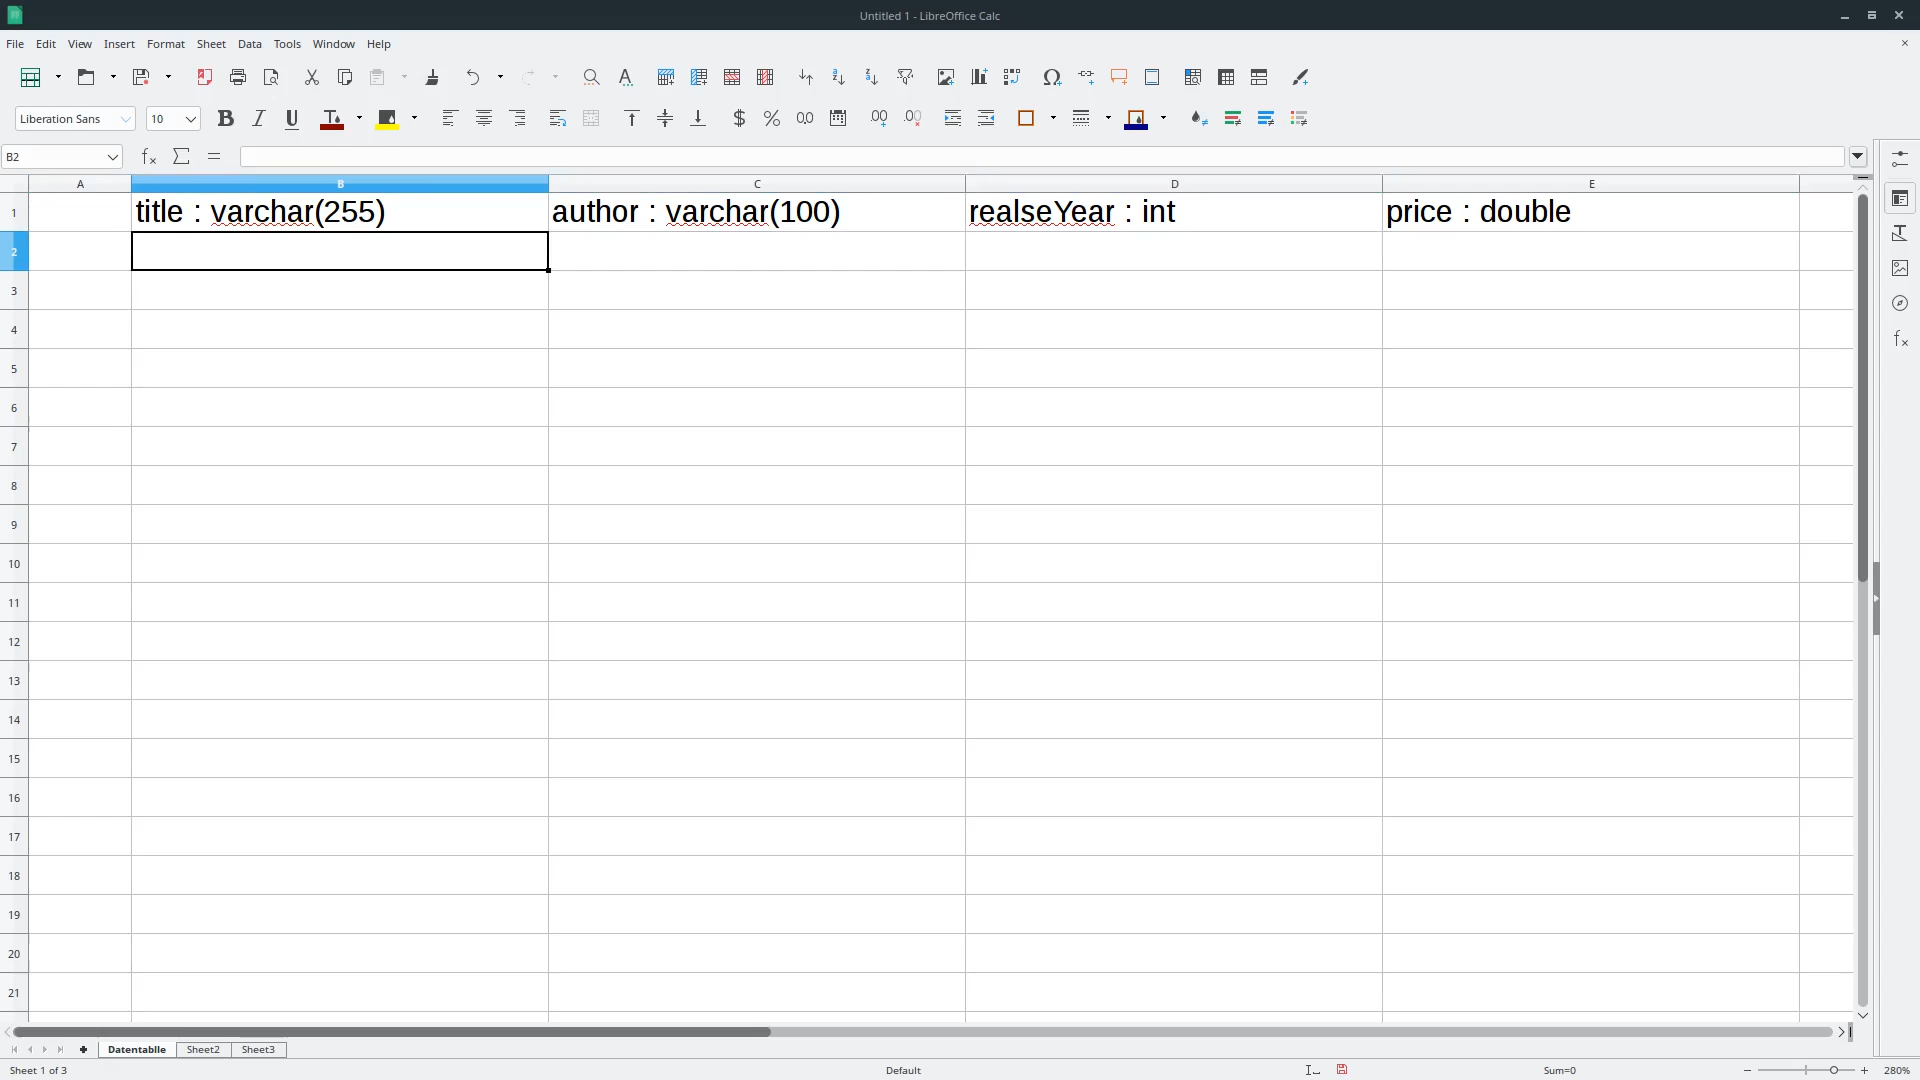 Untitled 1 - LibreOffice Calc
File Edit View Insert Format Sheet Data Tools Window Help
Liberation Sans 10
B2
A B C D E
1 title : varchar(255) author : varchar(100) realseYear : int price : double
2
3
4
5
6
7
8
9
10
11
12
13
14
15
16
17
18
19
20
21
Datentablle Sheet2 Sheet3
Sheet 1 of 3 Default Sum=0 280%